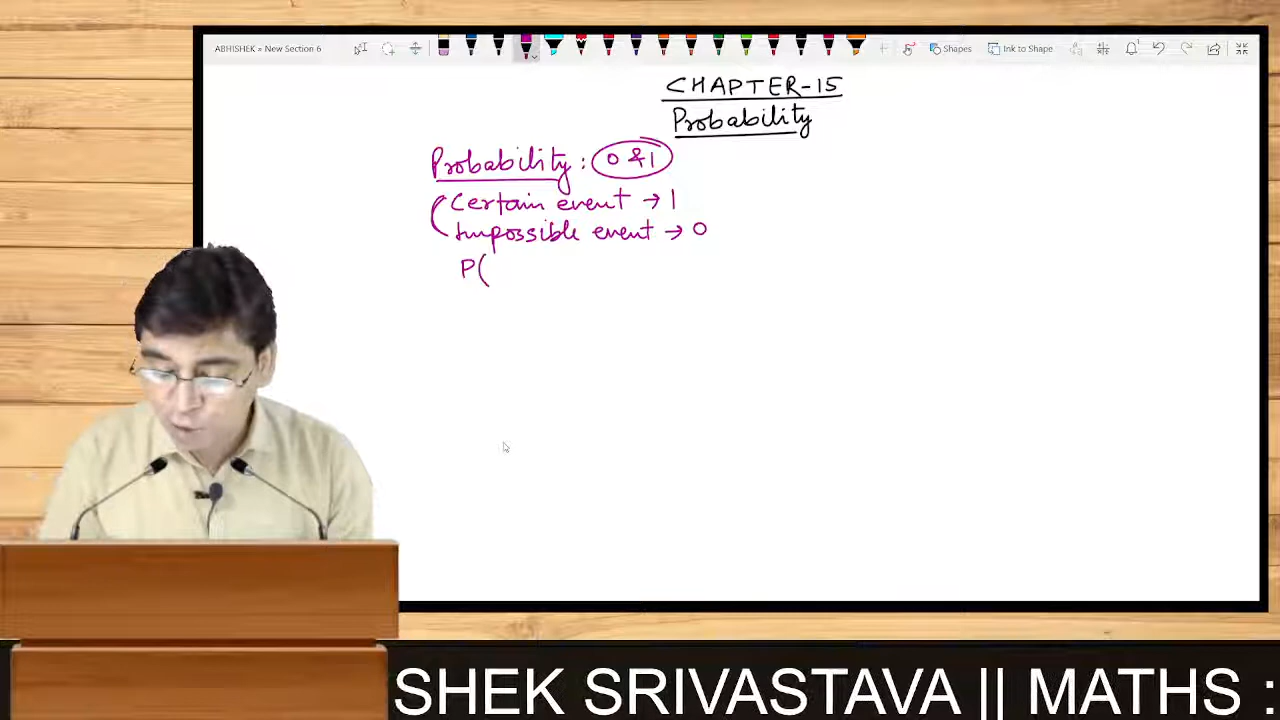 ABHISHEK » New Section 6
Shapes
Ink to Shape
CHAPTER-15
Probability
Probability : 0 & 1
Certain event → 1
Impossible event → 0
P(
SHEK SRIVASTAVA || MATHS :